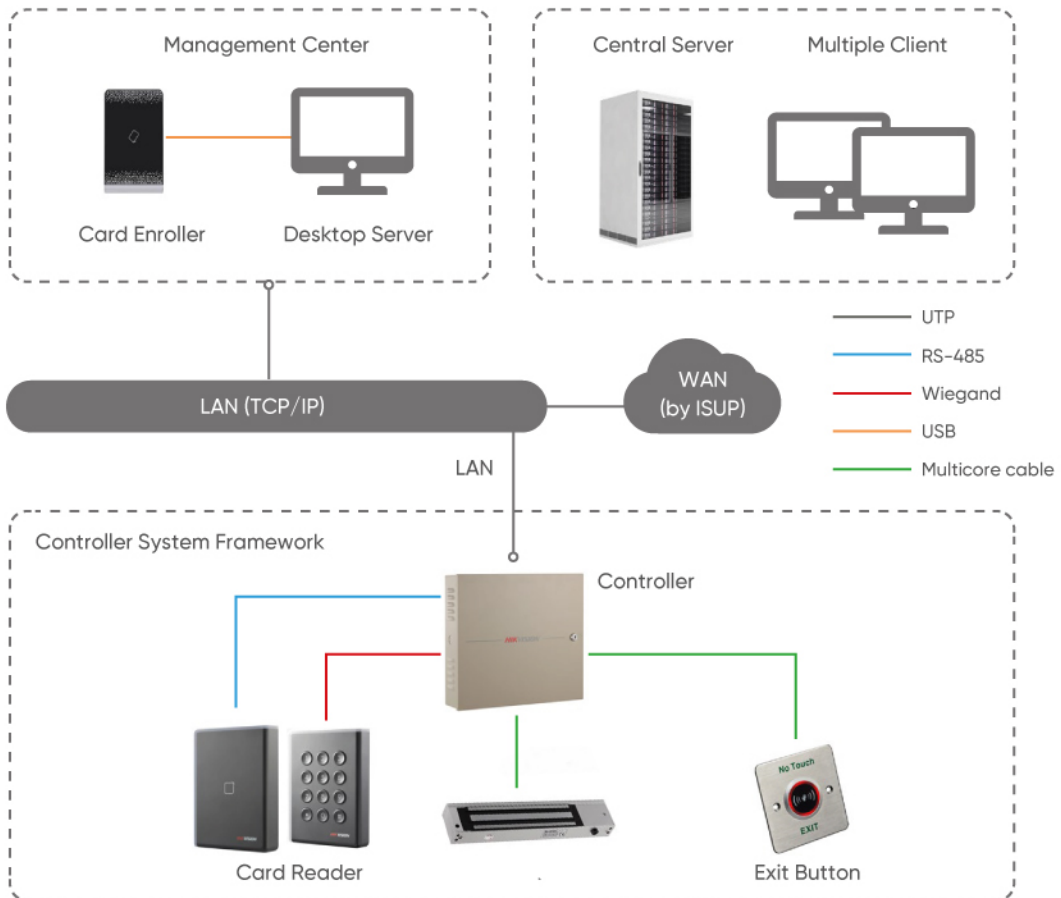 Management Center
Central Server
Multiple Client
Card Enroller
Desktop Server
UTP
RS-485
WAN
(by ISUP)
LAN (TCP/IP)
Wiegand
USB
LAN
Multicore cable
Controller System Framework
Controller
HIKVISION
No Touch
EXIT
Card Reader
Exit Button